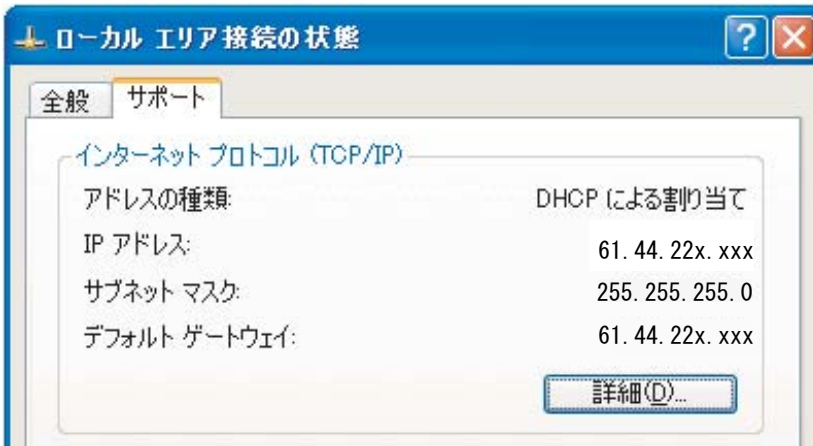 ローカル エリア接続の状態
全般 サポート
インターネット プロトコル (TCP/IP)
アドレスの種類: DHCP による割り当て
IP アドレス: 61. 44. 22x. xxx
サブネット マスク: 255. 255. 255. 0
デフォルト ゲートウェイ: 61. 44. 22x. xxx
詳細(D)...